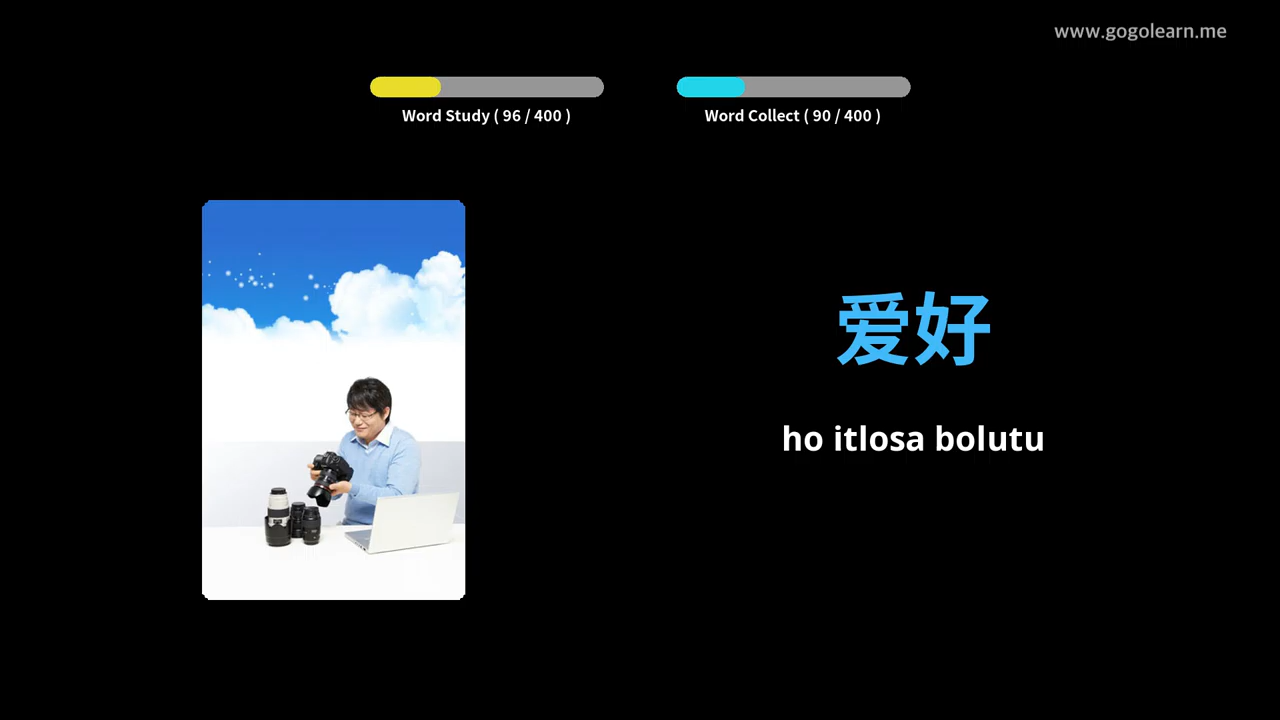 www.gogolearn.me
Word Study ( 96 / 400 )
Word Collect ( 90 / 400 )
爱好
ho itlosa bolutu